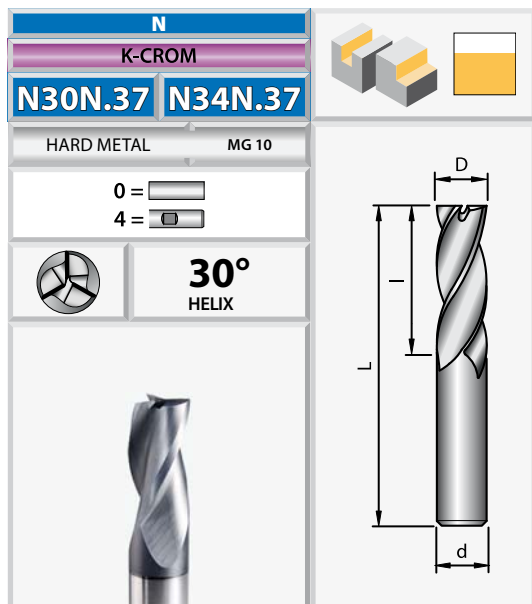 N
K-CROM
N30N.37 N34N.37
HARD METAL MG 10
0 =
4 =
30°
HELIX
D
l
L
d